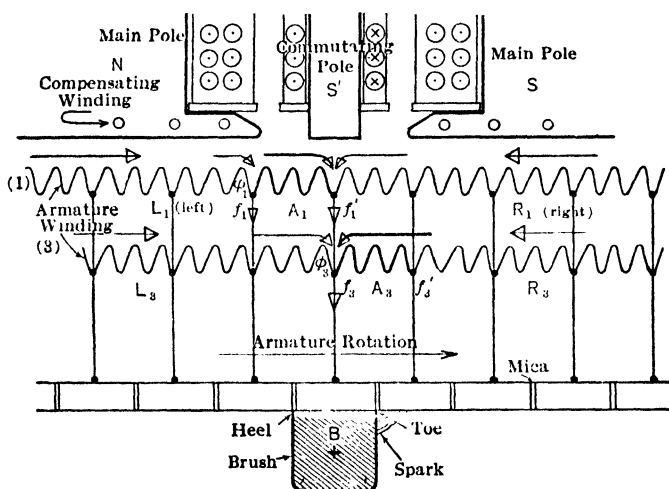 Main Pole
N
Compensating
Winding
Commutating
Pole
S'
Main Pole
S
(1)
Armature
Winding
(3)
L₁ (left)
φ₁
f₁
A₁
f₁'
R₁ (right)
L₃
φ₃
f₃
A₃
f₃'
R₃
Armature Rotation
Mica
Heel
B
Toe
Brush
Spark